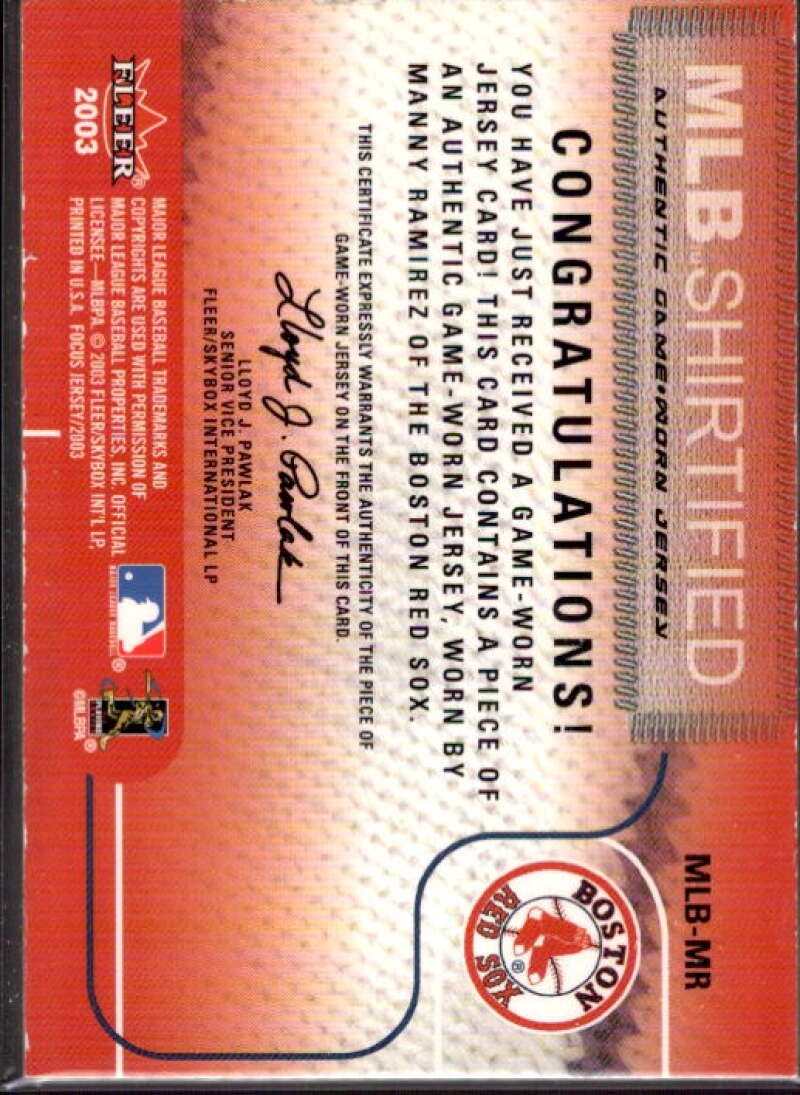 MLB SHIRTIFIED
AUTHENTIC GAME-WORN JERSEY
MLB-MR
CONGRATULATIONS!
YOU HAVE JUST RECEIVED A GAME-WORN
JERSEY CARD! THIS CARD CONTAINS A PIECE OF
AN AUTHENTIC GAME-WORN JERSEY, WORN BY
MANNY RAMIREZ OF THE BOSTON RED SOX.
BOSTON
RED SOX
®
THIS CERTIFICATE EXPRESSLY WARRANTS THE AUTHENTICITY OF THE PIECE OF
GAME-WORN JERSEY ON THE FRONT OF THIS CARD.
Lloyd J. Pawlak
LLOYD J. PAWLAK
SENIOR VICE PRESIDENT
FLEER/SKYBOX INTERNATIONAL LP
FLEER®
2003
MAJOR LEAGUE BASEBALL TRADEMARKS AND
COPYRIGHTS ARE USED WITH PERMISSION OF
MAJOR LEAGUE BASEBALL PROPERTIES, INC. OFFICIAL
LICENSEE—MLBPA. © 2003 FLEER/SKYBOX INT'L LP,
PRINTED IN U.S.A. FOCUS JERSEY/2003
MAJOR LEAGUE BASEBALL
®
©MLBPA®